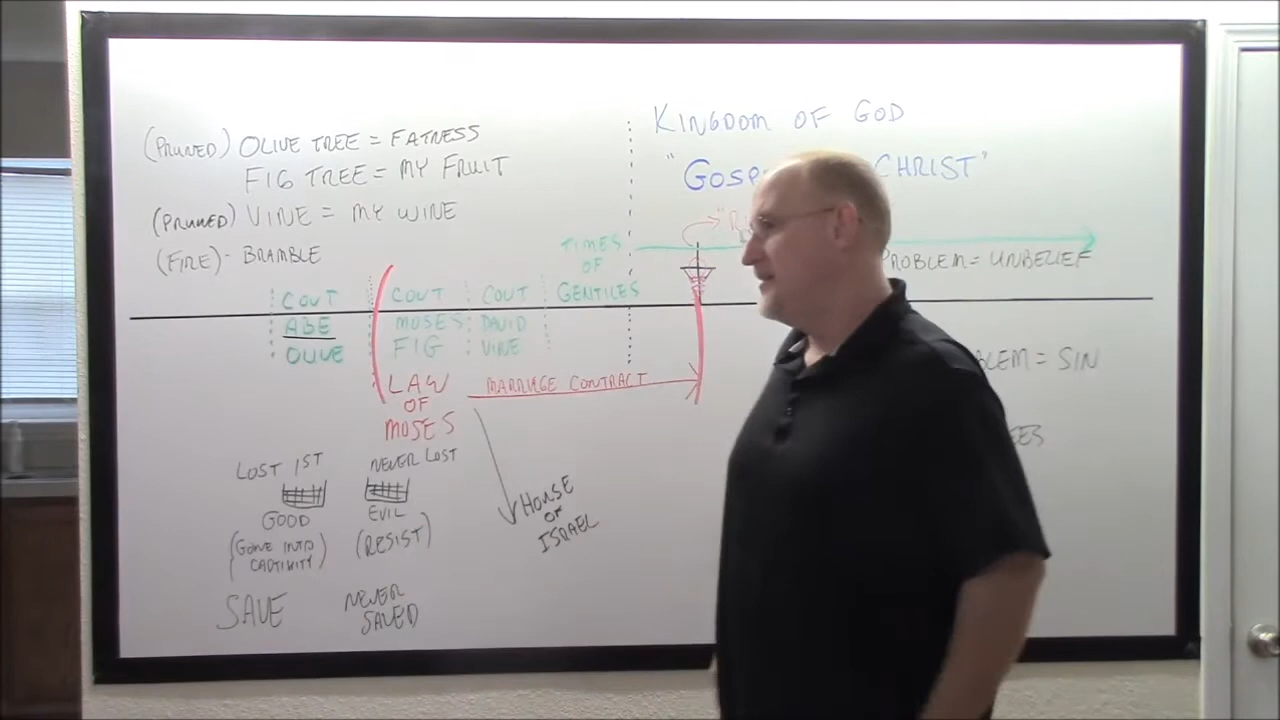 (PRUNED) OLIVE TREE = FATNESS
FIG TREE = MY FRUIT
(PRUNED) VINE = MY WINE
(FIRE) - BRAMBLE
KINGDOM OF GOD
"GOSP CHRIST"
TIMES
OF
GENTILES
PROBLEM = UNBELIEF
COVT
ABE
OLIVE
COVT
MOSES
FIG
COVT
DAVID
VINE
LAW
OF
MOSES
MARRIEGE CONTRACT
BLEM = SIN
HOUSE
OF
ISRAEL
LOST 1ST
GOOD
(GONE INTO
CAPTIVITY)
SAVE
NEVER LOST
EVIL
(RESIST)
NEVER
SAVED